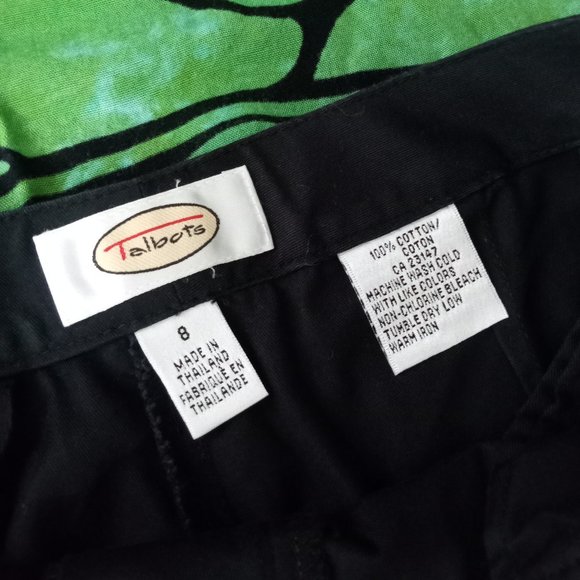 Talbots
8
MADE IN
THAILAND
FABRIQUÉ EN
THAILANDE
100% COTTON/
COTON
CA 23147
MACHINE WASH COLD
WITH LIKE COLORS
NON-CHLORINE BLEACH
TUMBLE DRY LOW
WARM IRON